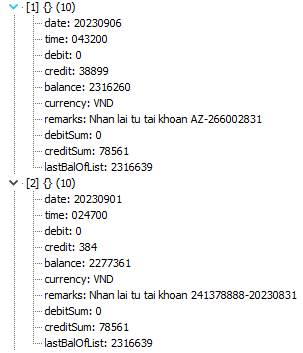 [1] {} (10)
date: 20230906
time: 043200
debit: 0
credit: 38899
balance: 2316260
currency: VND
remarks: Nhan lai tu tai khoan AZ-266002831
debitSum: 0
creditSum: 78561
lastBalOfList: 2316639
[2] {} (10)
date: 20230901
time: 024700
debit: 0
credit: 384
balance: 2277361
currency: VND
remarks: Nhan lai tu tai khoan 241378888-20230831
debitSum: 0
creditSum: 78561
lastBalOfList: 2316639